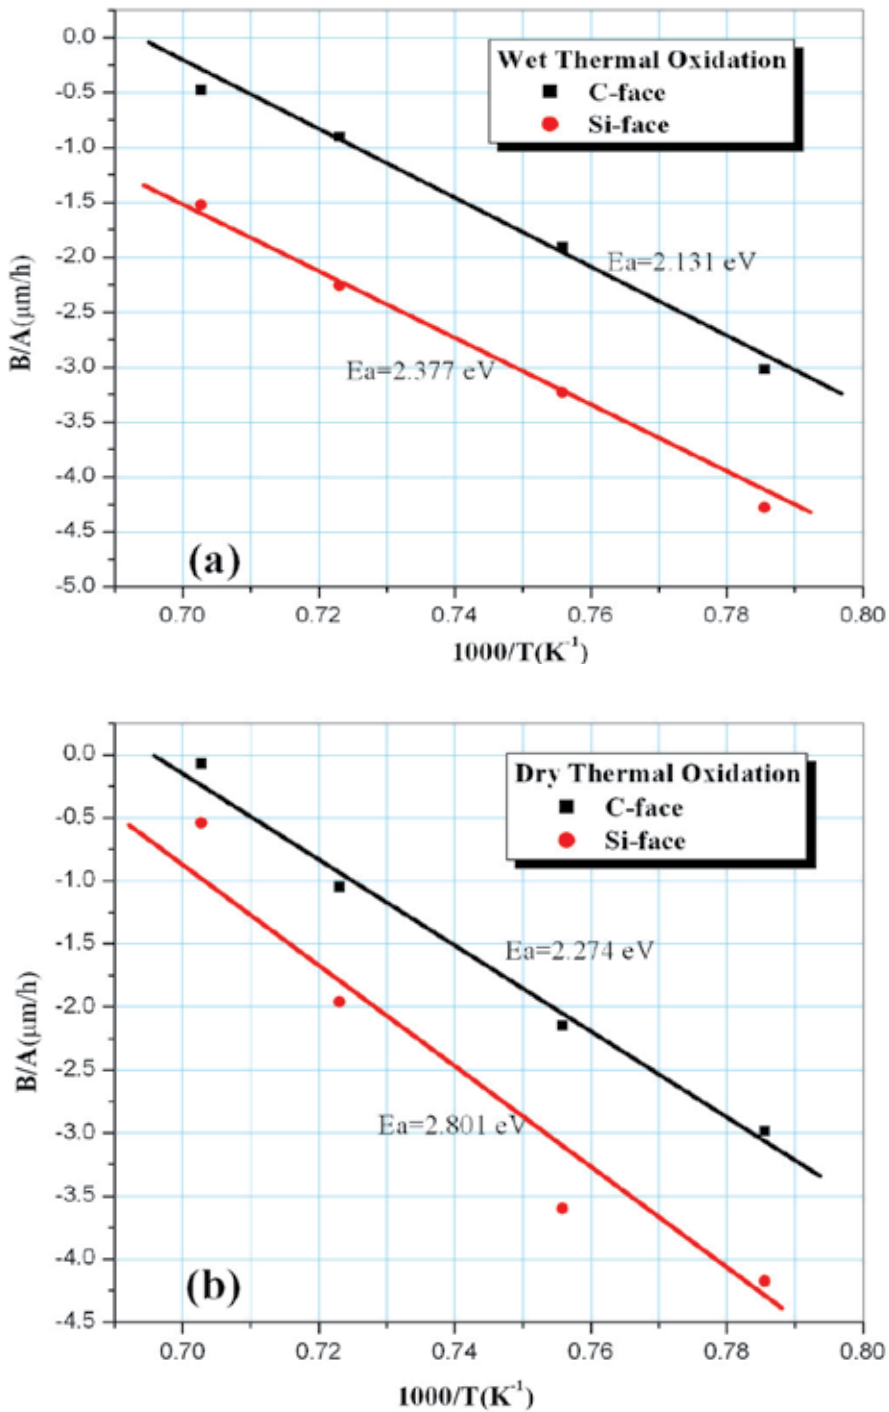 Wet Thermal Oxidation
C-face
Si-face
0.0
-0.5
-1.0
-1.5
-2.0
-2.5
-3.0
-3.5
-4.0
-4.5
-5.0
B/A(μm/h)
Ea=2.131 eV
Ea=2.377 eV
(a)
0.70 0.72 0.74 0.76 0.78 0.80
1000/T(K⁻¹)
Dry Thermal Oxidation
C-face
Si-face
0.0
-0.5
-1.0
-1.5
-2.0
-2.5
-3.0
-3.5
-4.0
-4.5
B/A(μm/h)
Ea=2.274 eV
Ea=2.801 eV
(b)
0.70 0.72 0.74 0.76 0.78 0.80
1000/T(K⁻¹)